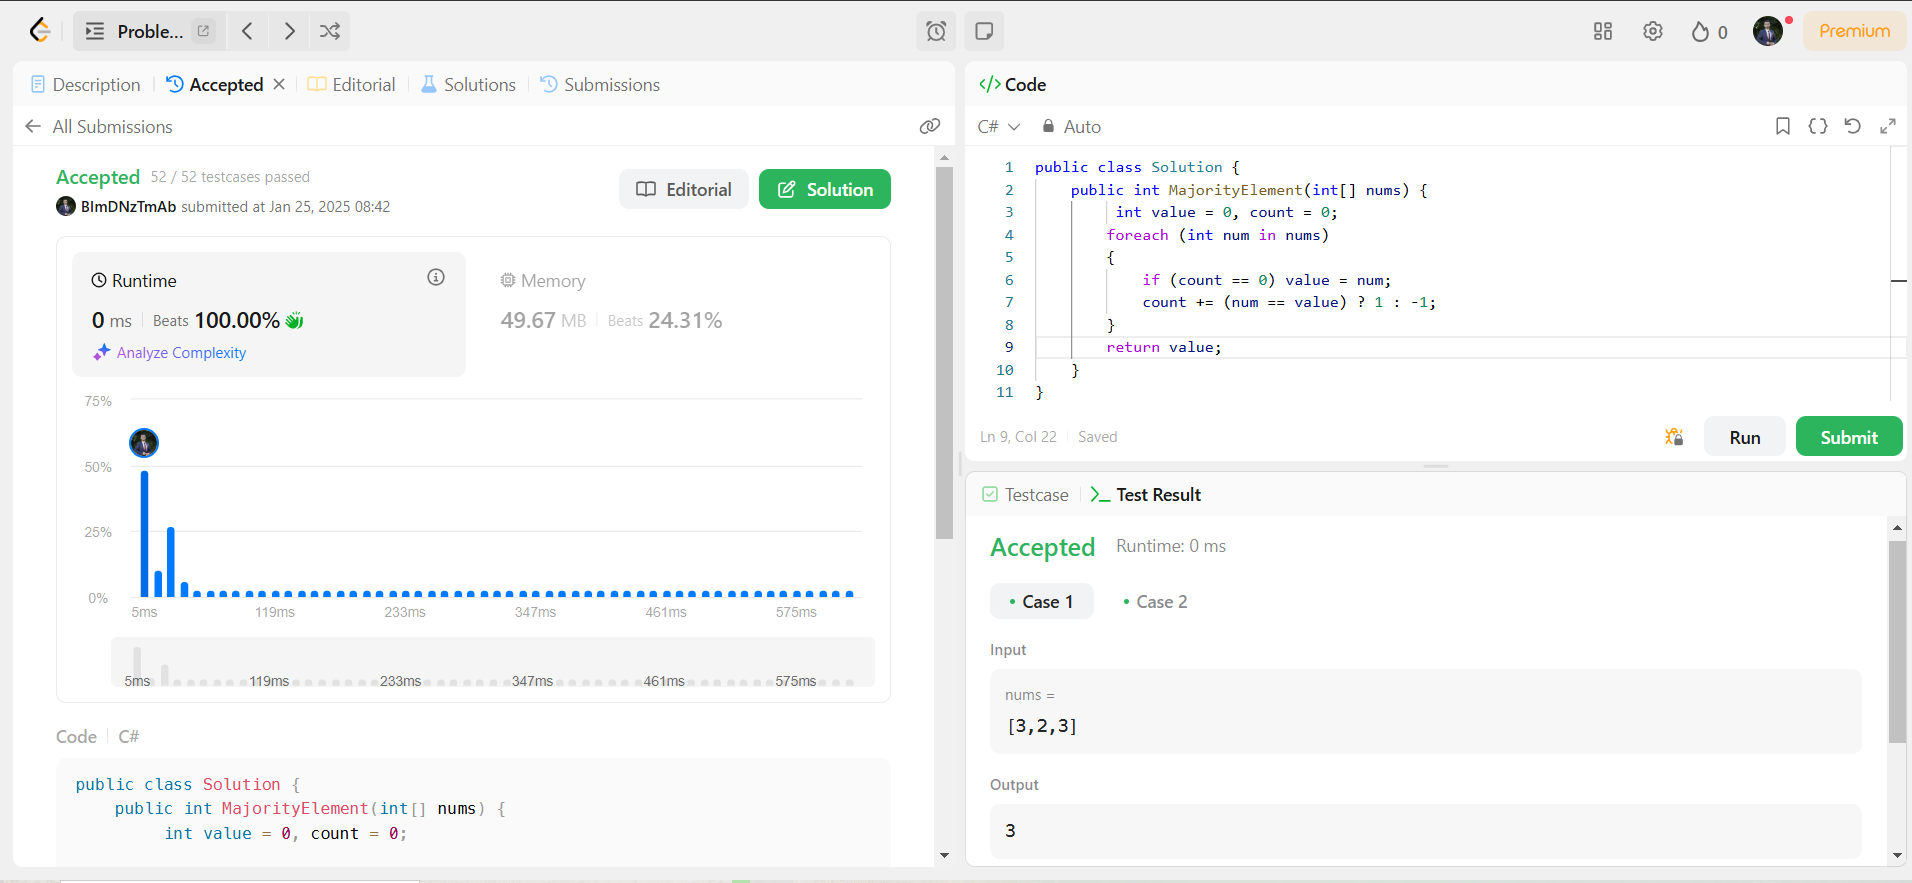 Proble...
0
Premium
Description
Accepted
Editorial
Solutions
Submissions
All Submissions
Accepted 52 / 52 testcases passed
BImDNzTmAb submitted at Jan 25, 2025 08:42
Editorial
Solution
Runtime
0 ms Beats 100.00%
Analyze Complexity
Memory
49.67 MB Beats 24.31%
75%
50%
25%
0%
5ms 119ms 233ms 347ms 461ms 575ms
5ms 119ms 233ms 347ms 461ms 575ms
Code C#
public class Solution {
    public int MajorityElement(int[] nums) {
         int value = 0, count = 0;
</> Code
C# Auto
1 public class Solution {
2     public int MajorityElement(int[] nums) {
3          int value = 0, count = 0;
4         foreach (int num in nums)
5         {
6             if (count == 0) value = num;
7             count += (num == value) ? 1 : -1;
8         }
9         return value;
10     }
11 }
Ln 9, Col 22 Saved
Run
Submit
Testcase
Test Result
Accepted Runtime: 0 ms
• Case 1
• Case 2
Input
nums =
[3,2,3]
Output
3